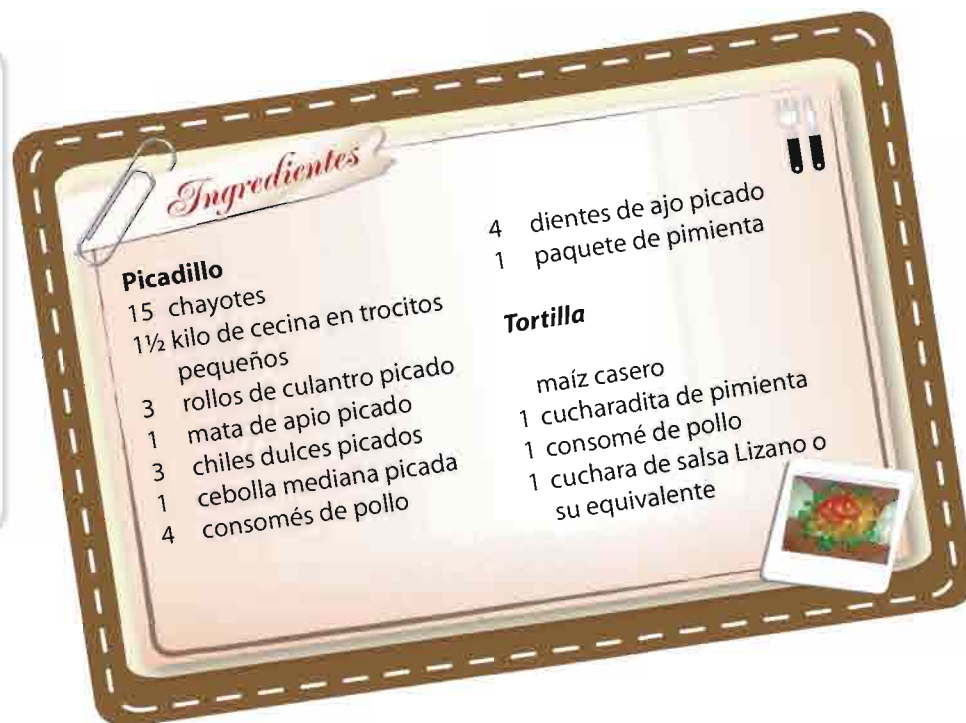 Ingredientes
Picadillo
15 chayotes
1½ kilo de cecina en trocitos
pequeños
3 rollos de culantro picado
1 mata de apio picado
3 chiles dulces picados
1 cebolla mediana picada
4 consomés de pollo
4 dientes de ajo picado
1 paquete de pimienta
Tortilla
maíz casero
1 cucharadita de pimienta
1 consomé de pollo
1 cuchara de salsa Lizano o
su equivalente